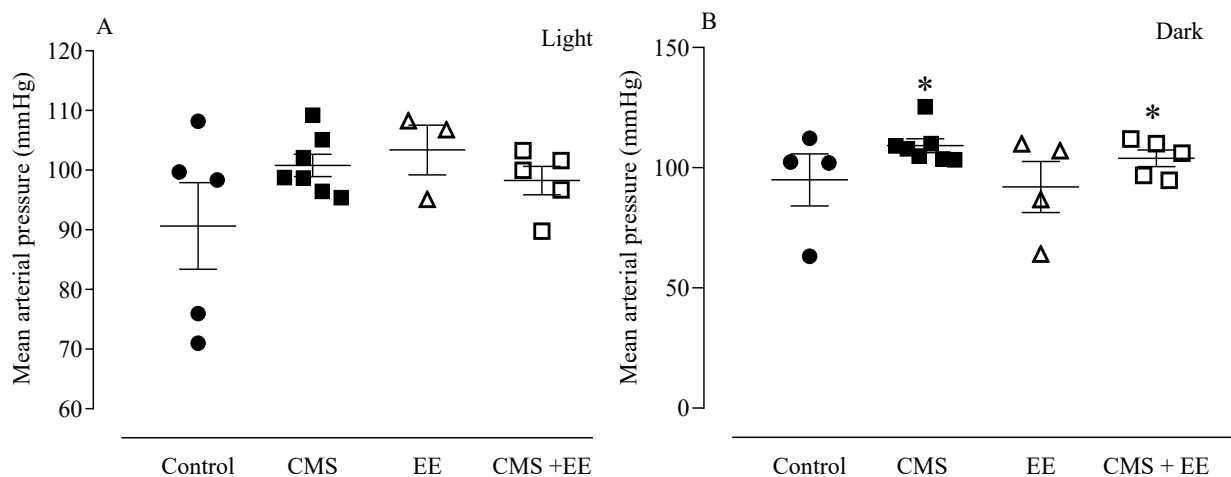 A
Light
Mean arterial pressure (mmHg)
120
110
100
90
80
70
60
Control
CMS
EE
CMS +EE
B
Dark
Mean arterial pressure (mmHg)
150
100
50
0
*
*
Control
CMS
EE
CMS + EE